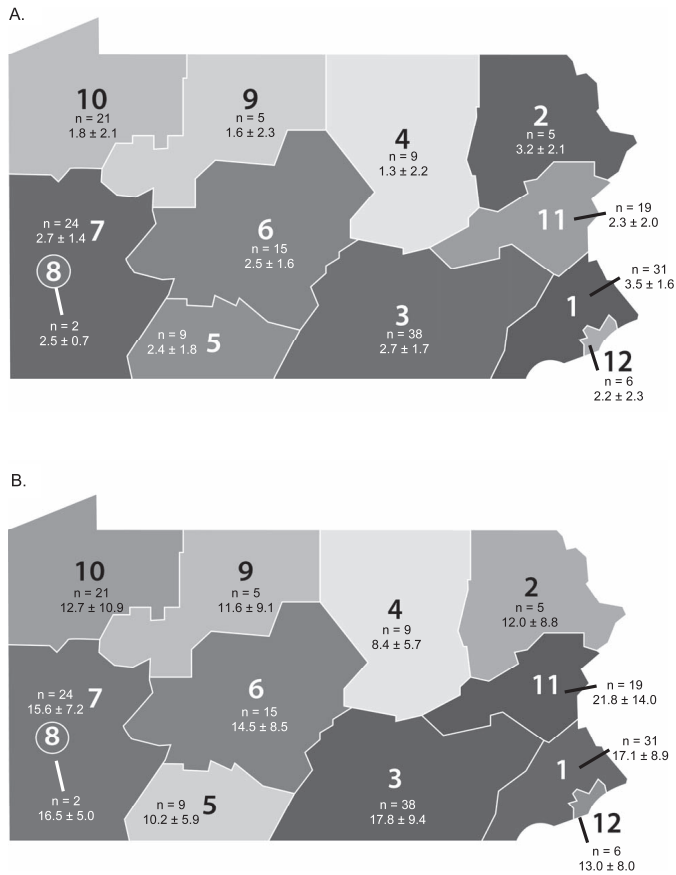 A.
10
n = 21
1.8 ± 2.1
9
n = 5
1.6 ± 2.3
4
n = 9
1.3 ± 2.2
2
n = 5
3.2 ± 2.1
11
n = 19
2.3 ± 2.0
n = 24
2.7 ± 1.4
7
8
n = 2
2.5 ± 0.7
6
n = 15
2.5 ± 1.6
n = 9
2.4 ± 1.8
5
3
n = 38
2.7 ± 1.7
1
n = 31
3.5 ± 1.6
12
n = 6
2.2 ± 2.3
B.
10
n = 21
12.7 ± 10.9
9
n = 5
11.6 ± 9.1
4
n = 9
8.4 ± 5.7
2
n = 5
12.0 ± 8.8
11
n = 19
21.8 ± 14.0
n = 24
15.6 ± 7.2
7
8
n = 2
16.5 ± 5.0
6
n = 15
14.5 ± 8.5
n = 9
10.2 ± 5.9
5
3
n = 38
17.8 ± 9.4
1
n = 31
17.1 ± 8.9
12
n = 6
13.0 ± 8.0